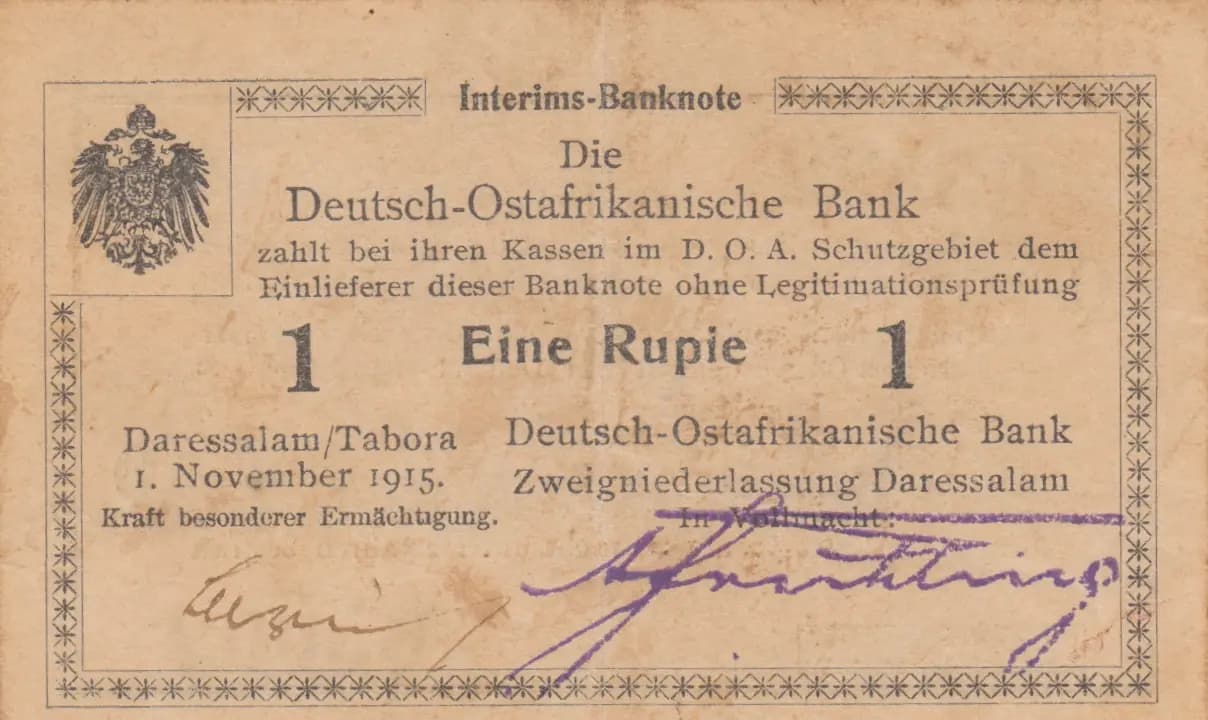 Interims-Banknote
Die
Deutsch-Ostafrikanische Bank
zahlt bei ihren Kassen im D. O. A. Schutzgebiet dem
Einlieferer dieser Banknote ohne Legitimationsprüfung
1 Eine Rupie 1
Daressalam/Tabora
1. November 1915.
Kraft besonderer Ermächtigung.
Deutsch-Ostafrikanische Bank
Zweigniederlassung Daressalam
In Vollmacht: